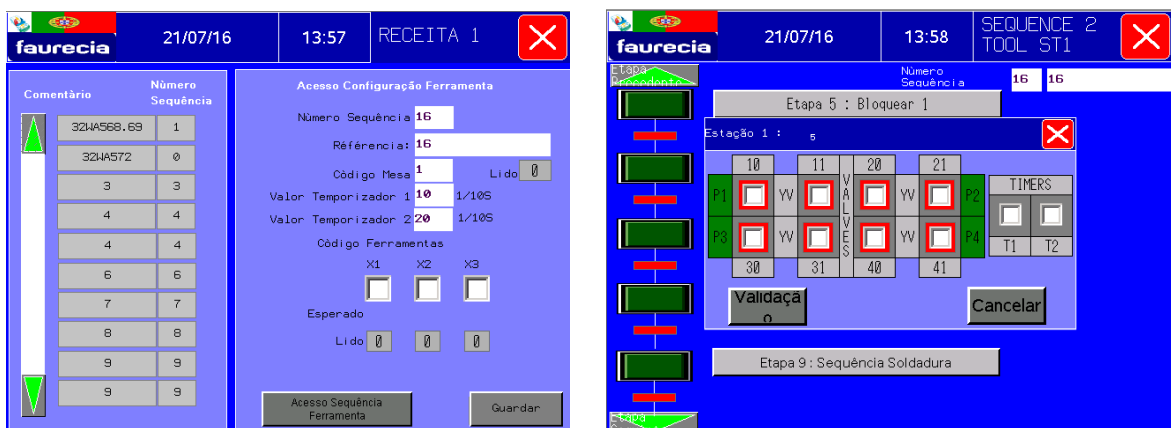 faurecia
21/07/16
13:57
RECEITA 1
Comentàrio
Número
Sequência
32WA568.69 1
32WA572 0
3 3
4 4
4 4
6 6
7 7
8 8
9 9
9 9
Acesso Configuração Ferramenta
Nùmero Sequência 16
Référencia: 16
Còdigo Mesa 1 Lido 0
Valor Temporizador 1 10 1/10S
Valor Temporizador 2 20 1/10S
Còdigo Ferramentas
X1 X2 X3
Esperado
Lido 0 0 0
Acesso Sequência
Ferramenta
Guardar
faurecia
21/07/16
13:58
SEQUENCE 2
TOOL ST1
Etapa
Precedente
Nùmero
Sequência
16 16
Etapa 5 : Bloquear 1
Estação 1 : 5
10 11 20 21
P1 YV YV P2
VALVES
P3 YV YV P4
30 31 40 41
TIMERS
T1 T2
Validaçã
o
Cancelar
Etapa 9 : Sequência Soldadura
Etapa